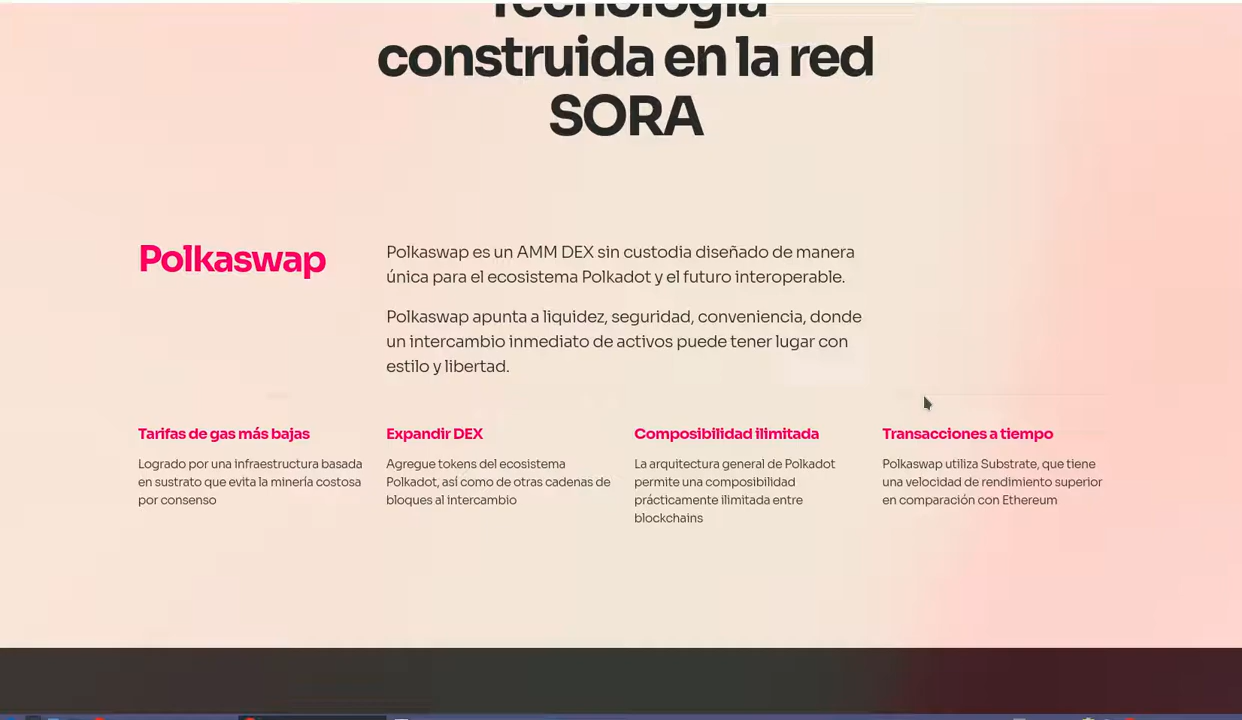 Tecnología
construida en la red
SORA
Polkaswap
Polkaswap es un AMM DEX sin custodia diseñado de manera
única para el ecosistema Polkadot y el futuro interoperable.
Polkaswap apunta a liquidez, seguridad, conveniencia, donde
un intercambio inmediato de activos puede tener lugar con
estilo y libertad.
Tarifas de gas más bajas
Logrado por una infraestructura basada
en sustrato que evita la minería costosa
por consenso
Expandir DEX
Agregue tokens del ecosistema
Polkadot, así como de otras cadenas de
bloques al intercambio
Composibilidad ilimitada
La arquitectura general de Polkadot
permite una composibilidad
prácticamente ilimitada entre
blockchains
Transacciones a tiempo
Polkaswap utiliza Substrate, que tiene
una velocidad de rendimiento superior
en comparación con Ethereum